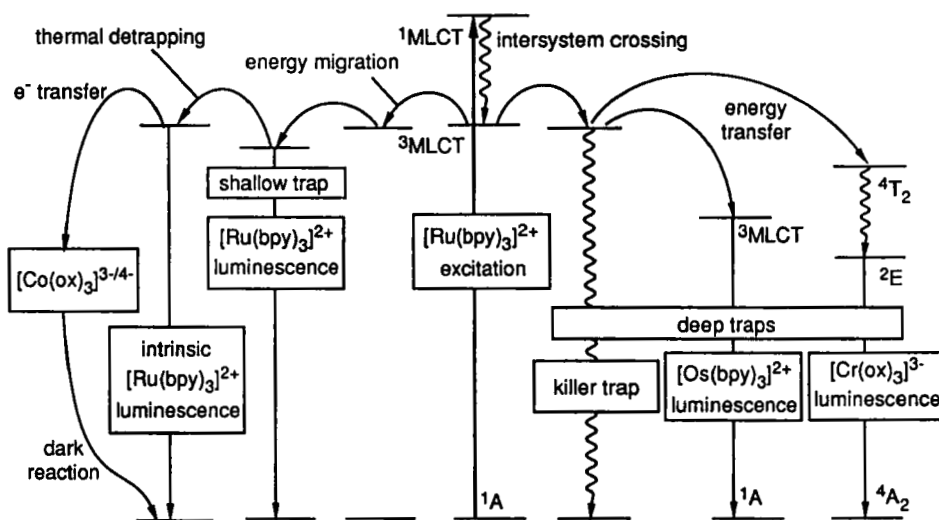 thermal detrapping
¹MLCT
intersystem crossing
energy migration
e⁻ transfer
energy
transfer
³MLCT
shallow trap
⁴T₂
[Ru(bpy)₃]²⁺
luminescence
[Ru(bpy)₃]²⁺
excitation
³MLCT
[Co(ox)₃]³⁻/⁴⁻
²E
deep traps
intrinsic
[Ru(bpy)₃]²⁺
luminescence
killer trap
[Os(bpy)₃]²⁺
luminescence
[Cr(ox)₃]³⁻
luminescence
dark
reaction
¹A
¹A
⁴A₂